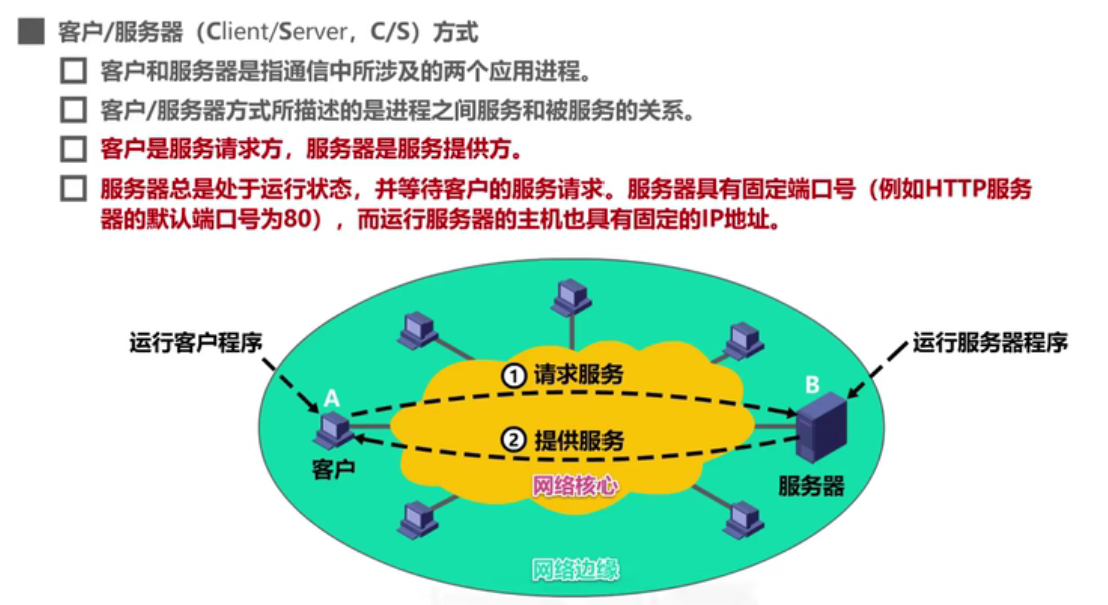 客户/服务器（Client/Server，C/S）方式
客户和服务器是指通信中所涉及的两个应用进程。
客户/服务器方式所描述的是进程之间服务和被服务的关系。
客户是服务请求方，服务器是服务提供方。
服务器总是处于运行状态，并等待客户的服务请求。服务器具有固定端口号（例如HTTP服务
器的默认端口号为80），而运行服务器的主机也具有固定的IP地址。
运行客户程序
运行服务器程序
① 请求服务
A
B
② 提供服务
客户
服务器
网络核心
网络边缘